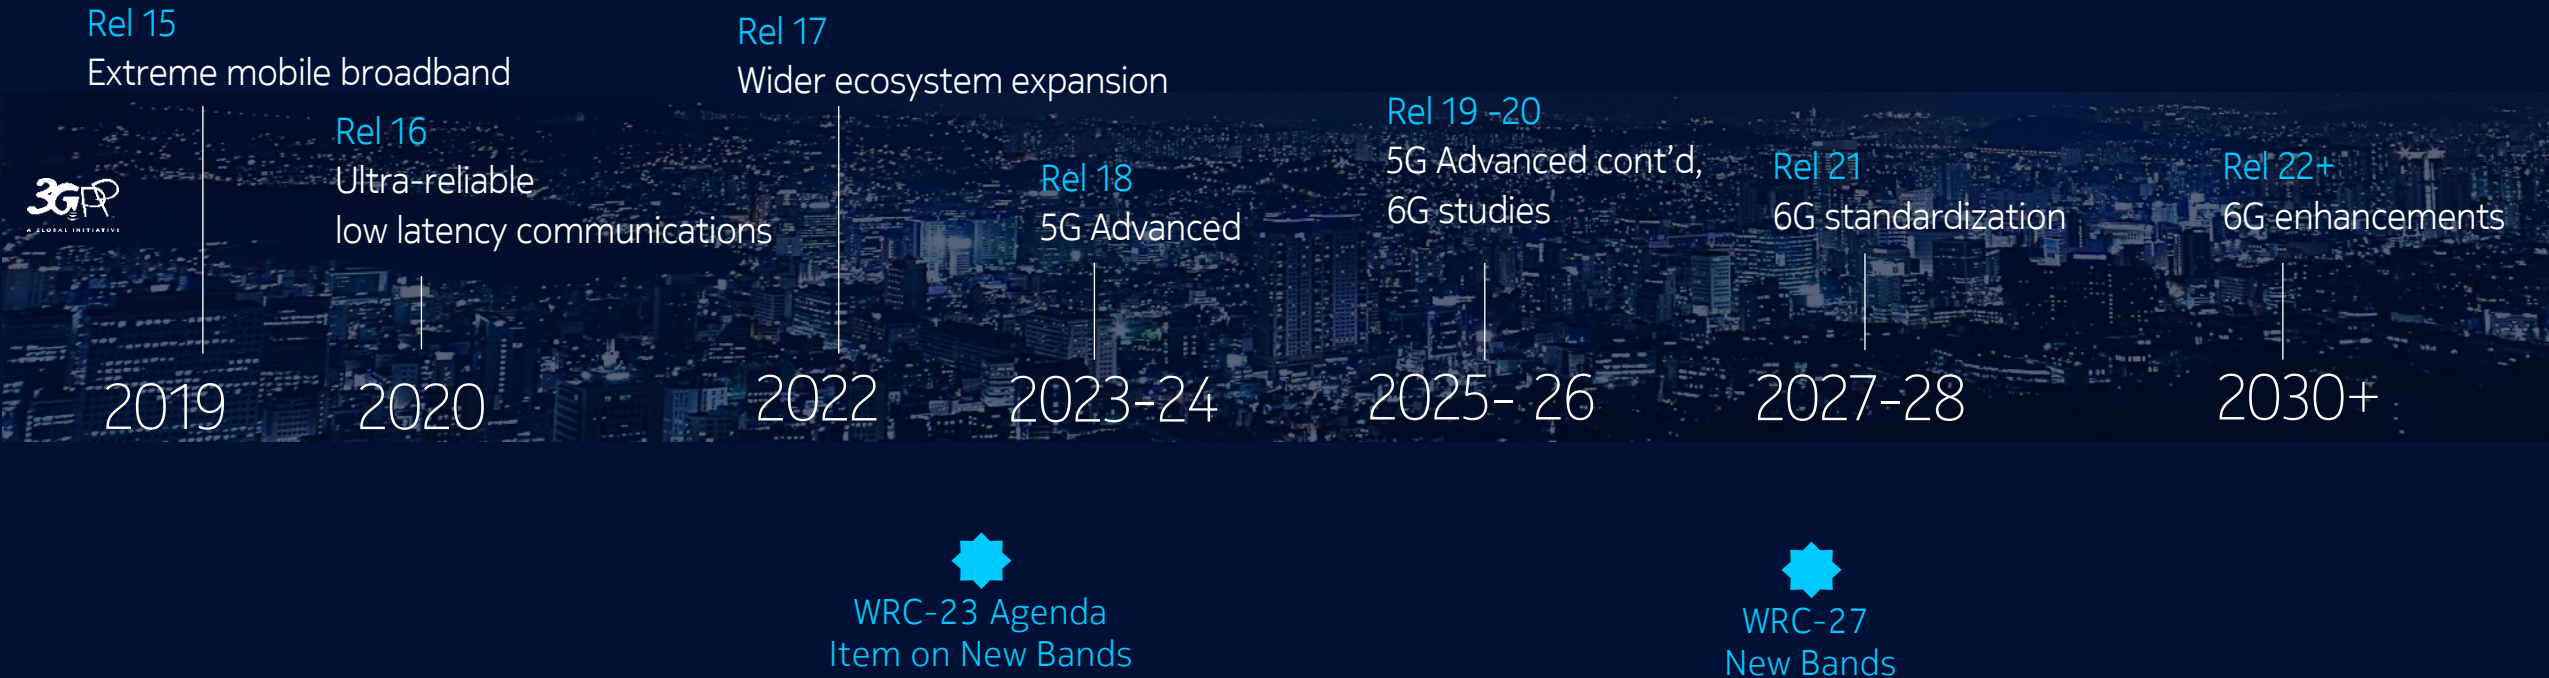 Rel 15
Extreme mobile broadband
Rel 16
Ultra-reliable
low latency communications
Rel 17
Wider ecosystem expansion
Rel 18
5G Advanced
Rel 19 -20
5G Advanced cont’d,
6G studies
Rel 21
6G standardization
Rel 22+
6G enhancements
3GPP
A GLOBAL INITIATIVE
2019
2020
2022
2023-24
2025- 26
2027-28
2030+
WRC-23 Agenda
Item on New Bands
WRC-27
New Bands